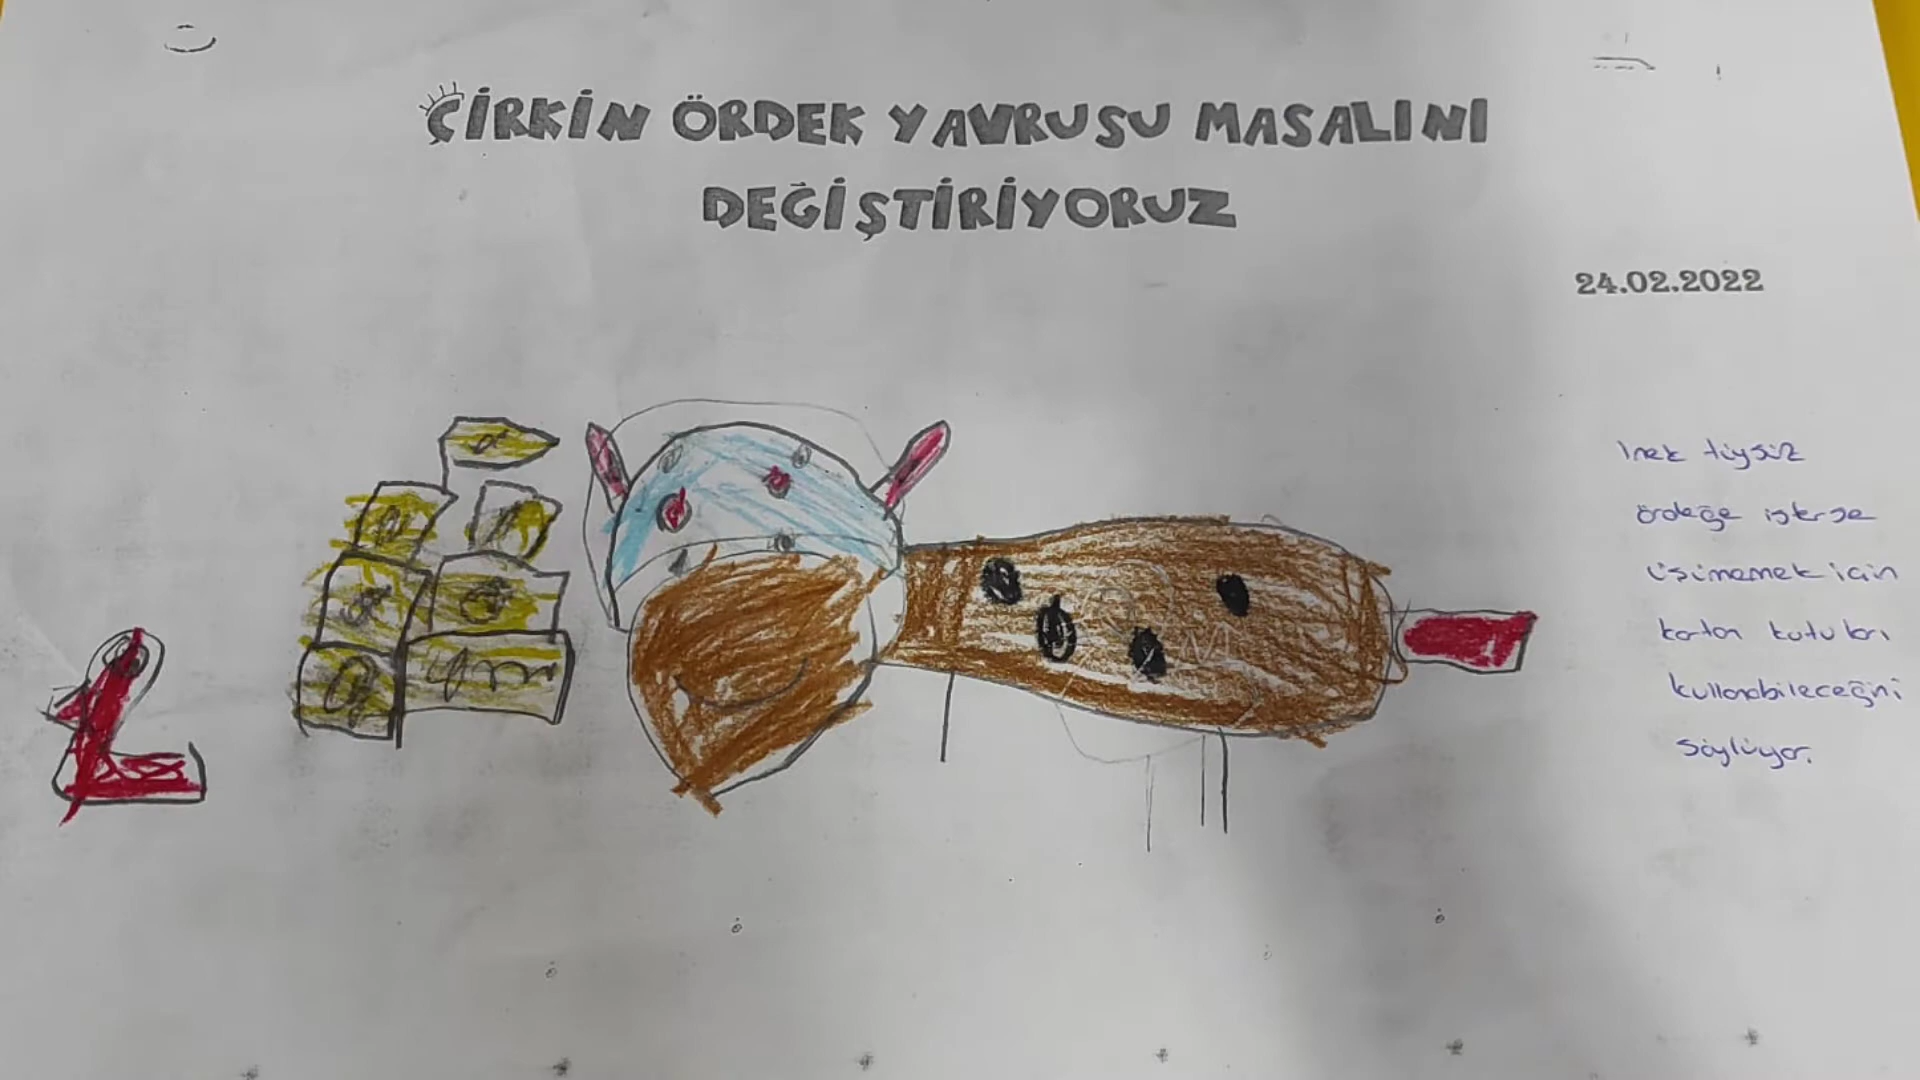 ÇİRKİN ÖRDEK YAVRUSU MASALINI
DEĞİŞTİRİYORUZ
24.02.2022
İnek tüysüz
ördeğe isterse
üşümemek için
karton kutuları
kullanabileceğini
söylüyor.